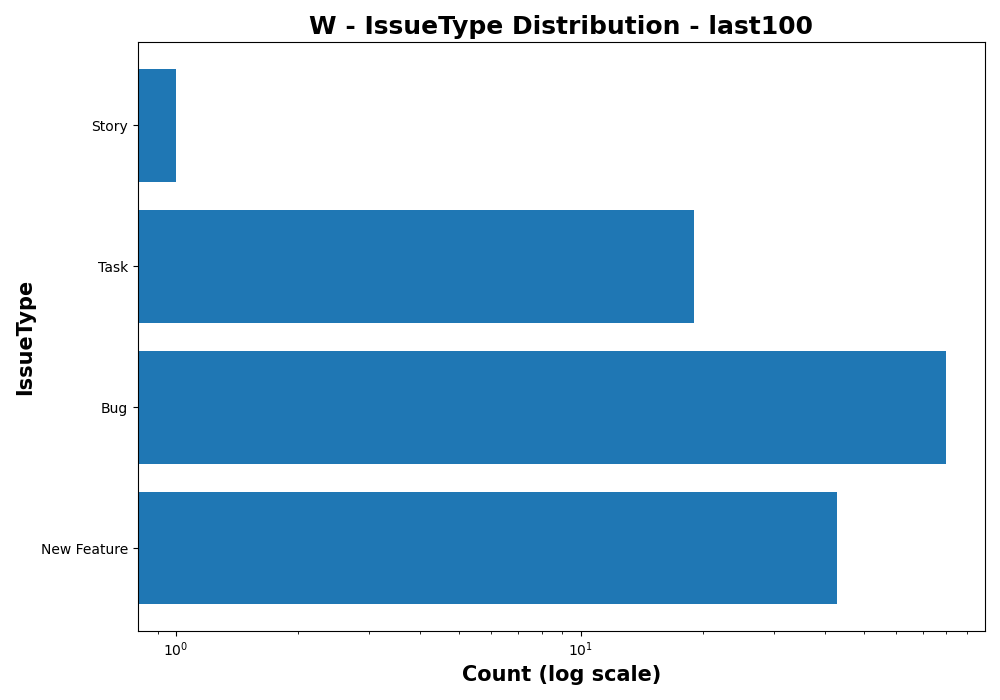 W - IssueType Distribution - last100
IssueType
Story
Task
Bug
New Feature
10⁰
10¹
Count (log scale)